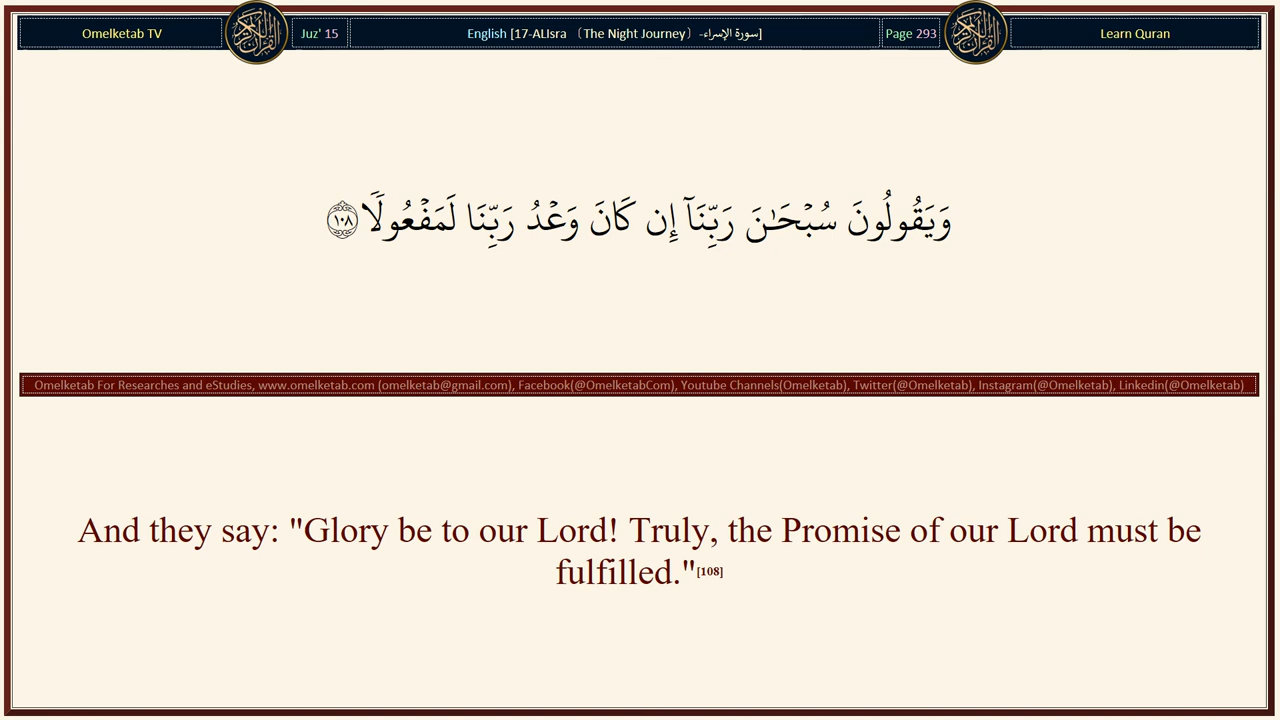 Omelketab TV
Juz' 15
English [17-ALIsra 〔The Night Journey〕 -سورة الإسراء]
Page 293
Learn Quran
وَيَقُولُونَ سُبۡحَـٰنَ رَبِّنَآ إِن كَانَ وَعۡدُ رَبِّنَا لَمَفۡعُولٗا ١٠٨
Omelketab For Researches and eStudies, www.omelketab.com (omelketab@gmail.com), Facebook(@OmelketabCom), Youtube Channels(Omelketab), Twitter(@Omelketab), Instagram(@Omelketab), Linkedin(@Omelketab)
And they say: "Glory be to our Lord! Truly, the Promise of our Lord must be
fulfilled."[108]